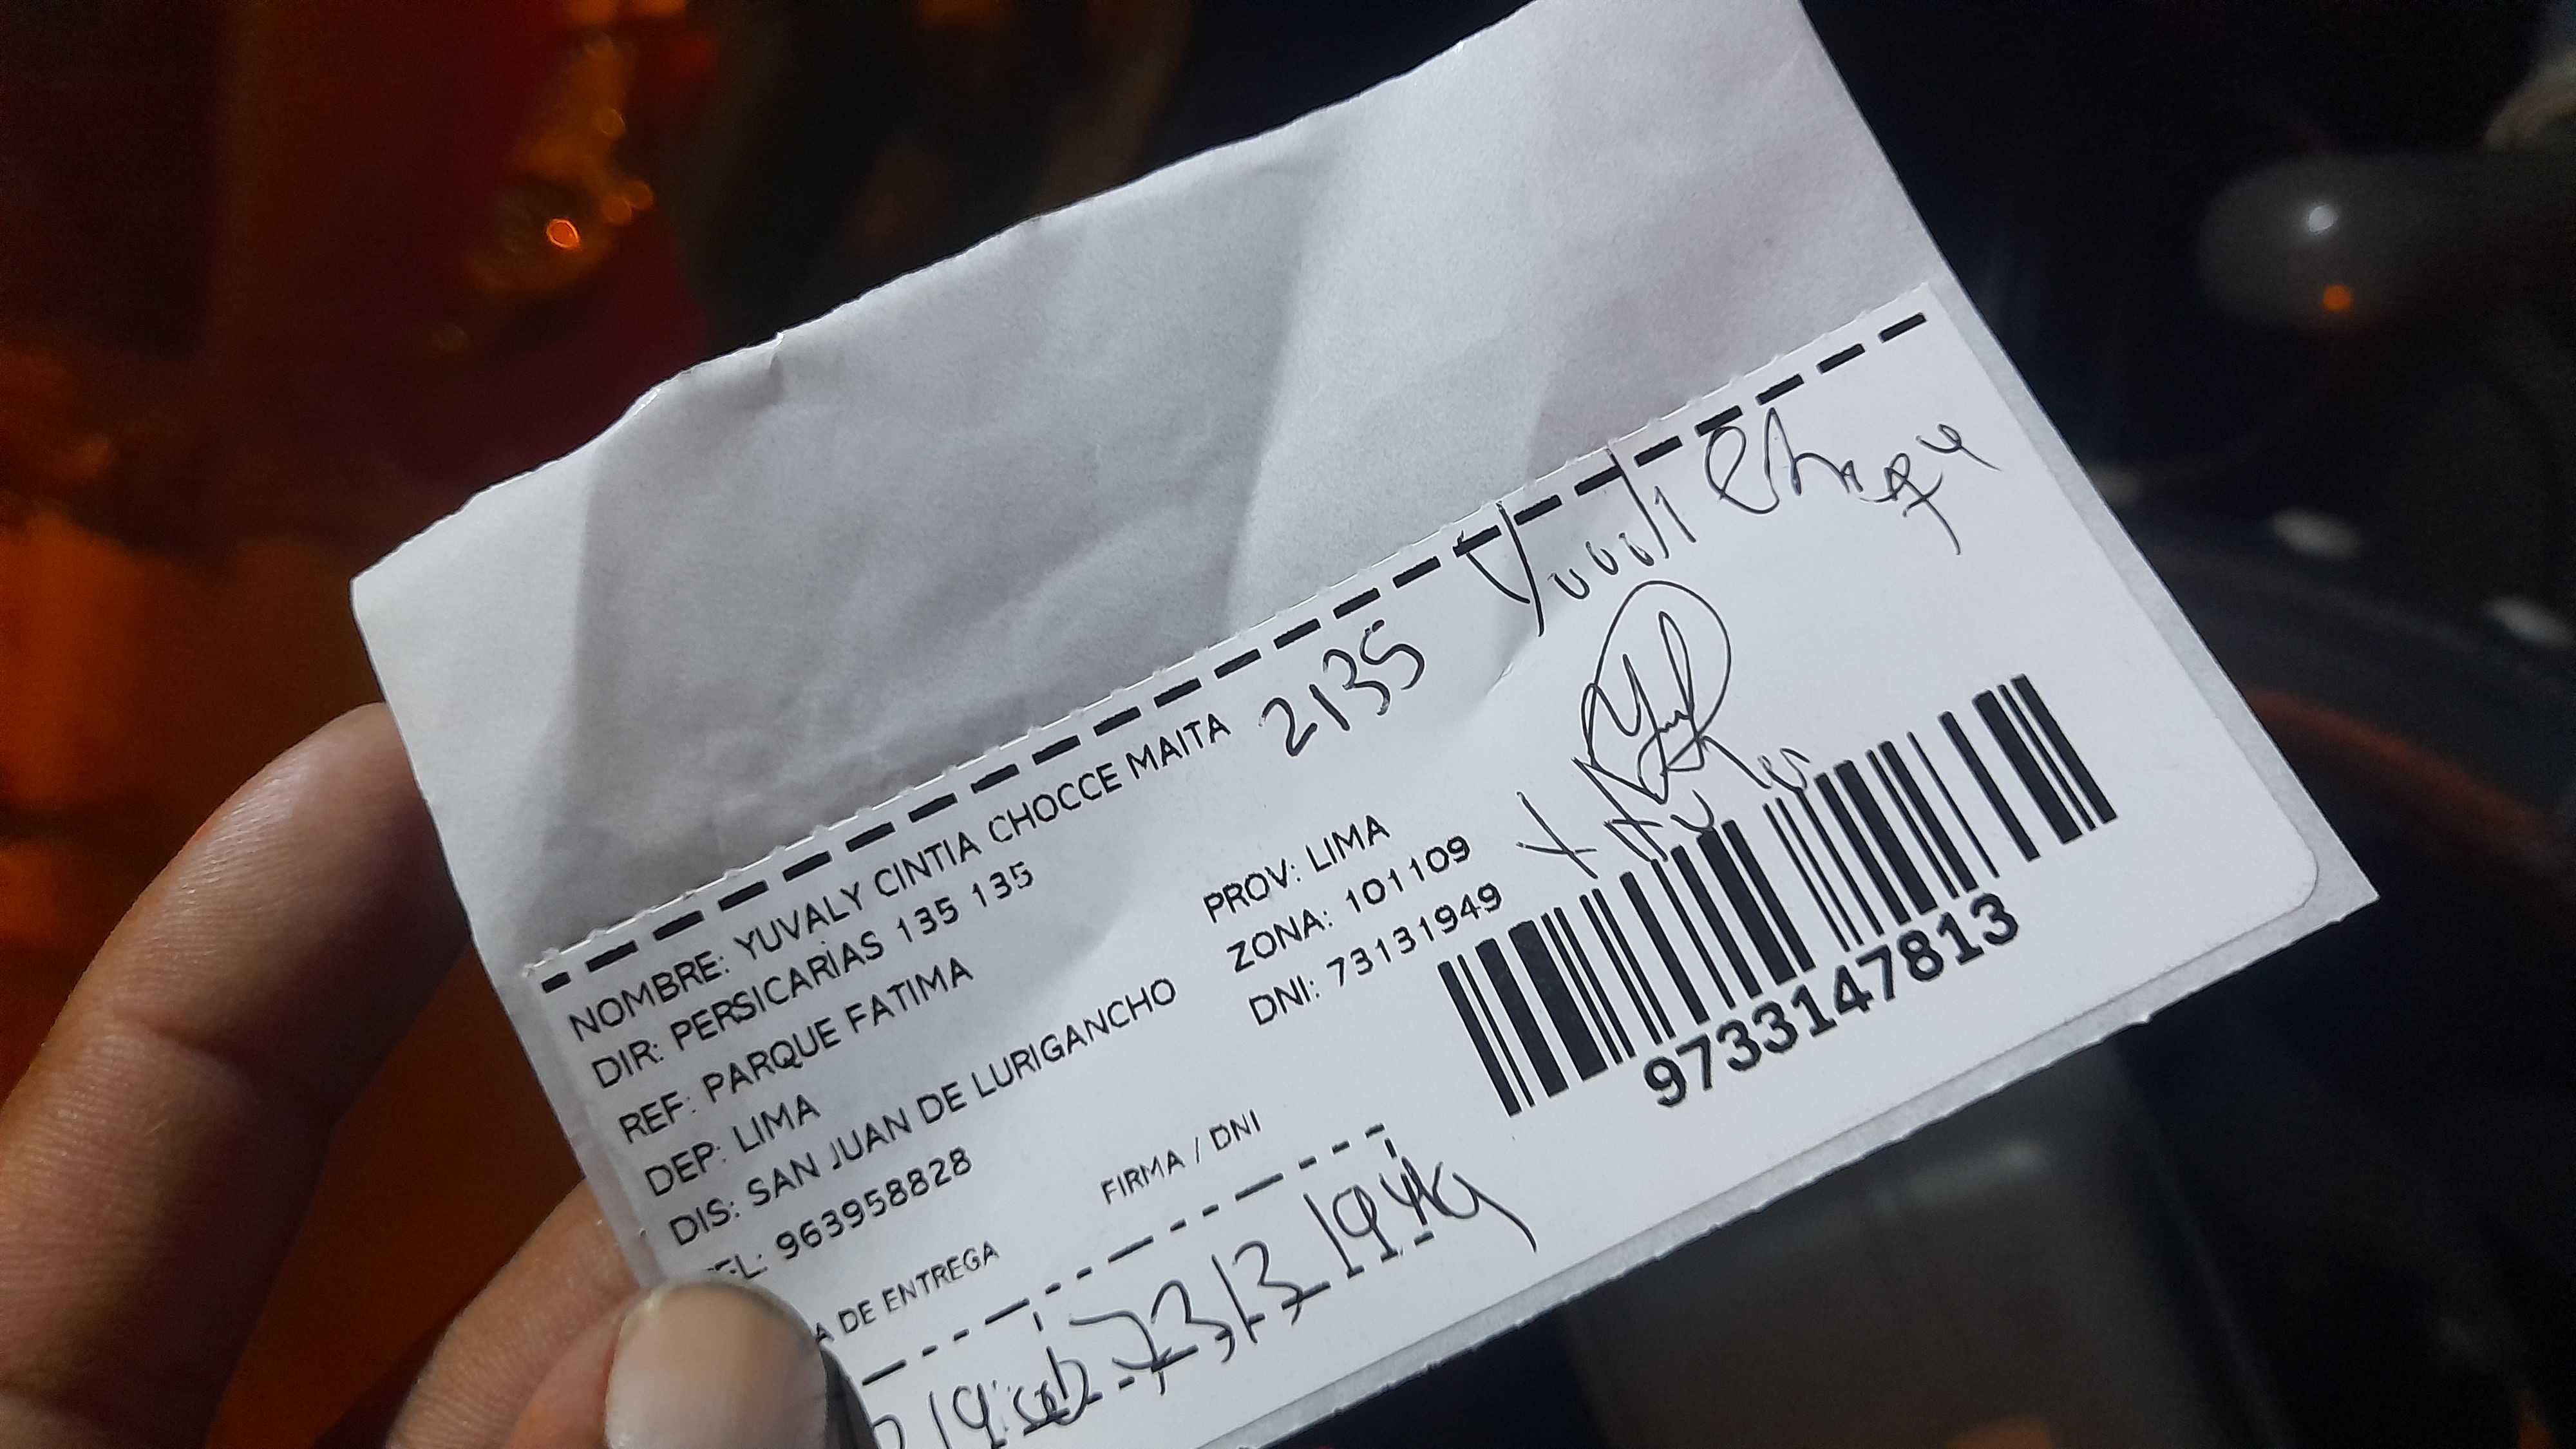 NOMBRE: YUVALY CINTIA CHOCCE MAITA 2135
DIR: PERSICARIAS 135 135
REF: PARQUE FATIMA
DEP: LIMA
PROV: LIMA
DIS: SAN JUAN DE LURIGANCHO
ZONA: 101109
EL: 963958828
DNI: 73131949
A DE ENTREGA
FIRMA / DNI
73131949
9733147813